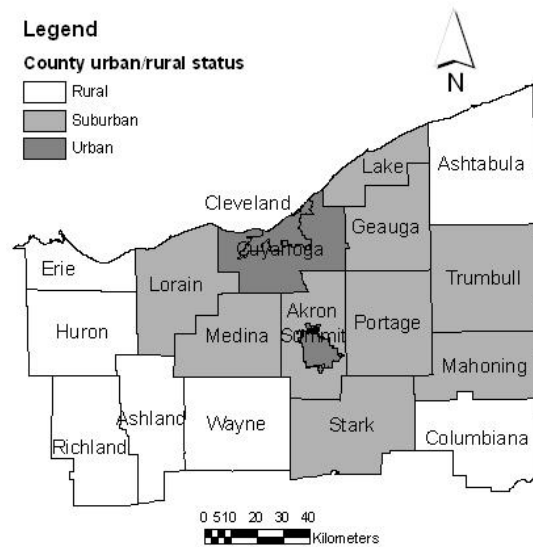 Legend
County urban/rural status
Rural
Suburban
Urban
N
Lake
Ashtabula
Cleveland
Geauga
Cuyahoga
Erie
Lorain
Trumbull
Akron
Huron
Medina
Summit
Portage
Mahoning
Ashland
Wayne
Stark
Richland
Columbiana
0 5 10 20 30 40
Kilometers